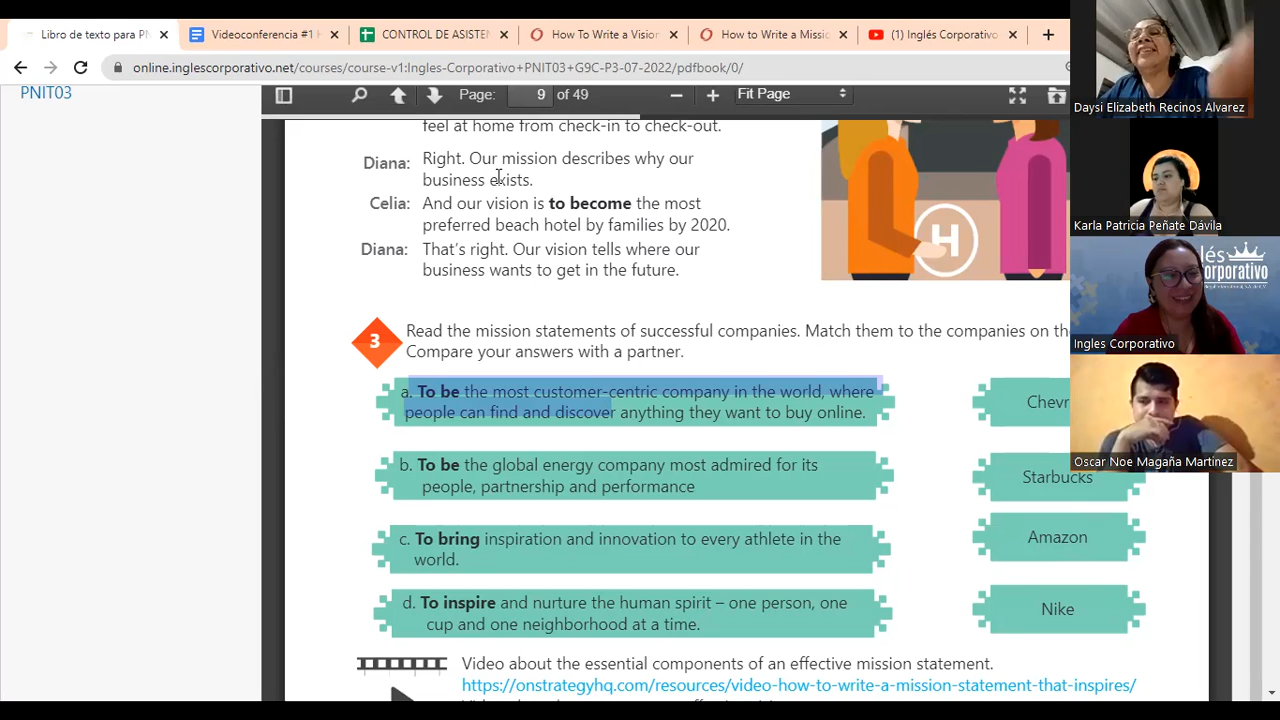 Libro de texto para PN
Videoconferencia #1 H
CONTROL DE ASISTEN
How To Write a Vision
How to Write a Missio
(1) Inglés Corporativo
online.inglescorporativo.net/courses/course-v1:Ingles-Corporativo+PNIT03+G9C-P3-07-2022/pdfbook/0/
PNIT03
Page: 9 of 49
Fit Page
feel at home from check-in to check-out.
Diana: Right. Our mission describes why our
business exists.
Celia: And our vision is to become the most
preferred beach hotel by families by 2020.
Diana: That's right. Our vision tells where our
business wants to get in the future.
H
3
Read the mission statements of successful companies. Match them to the companies on the
Compare your answers with a partner.
a. To be the most customer-centric company in the world, where
people can find and discover anything they want to buy online.
b. To be the global energy company most admired for its
people, partnership and performance
c. To bring inspiration and innovation to every athlete in the
world.
d. To inspire and nurture the human spirit – one person, one
cup and one neighborhood at a time.
Chevr
Starbucks
Amazon
Nike
Video about the essential components of an effective mission statement.
https://onstrategyhq.com/resources/video-how-to-write-a-mission-statement-that-inspires/
Daysi Elizabeth Recinos Alvarez
Karla Patricia Peñate Dávila
lés
orporativo
Ingles Corporativo
Oscar Noe Magaña Martinez